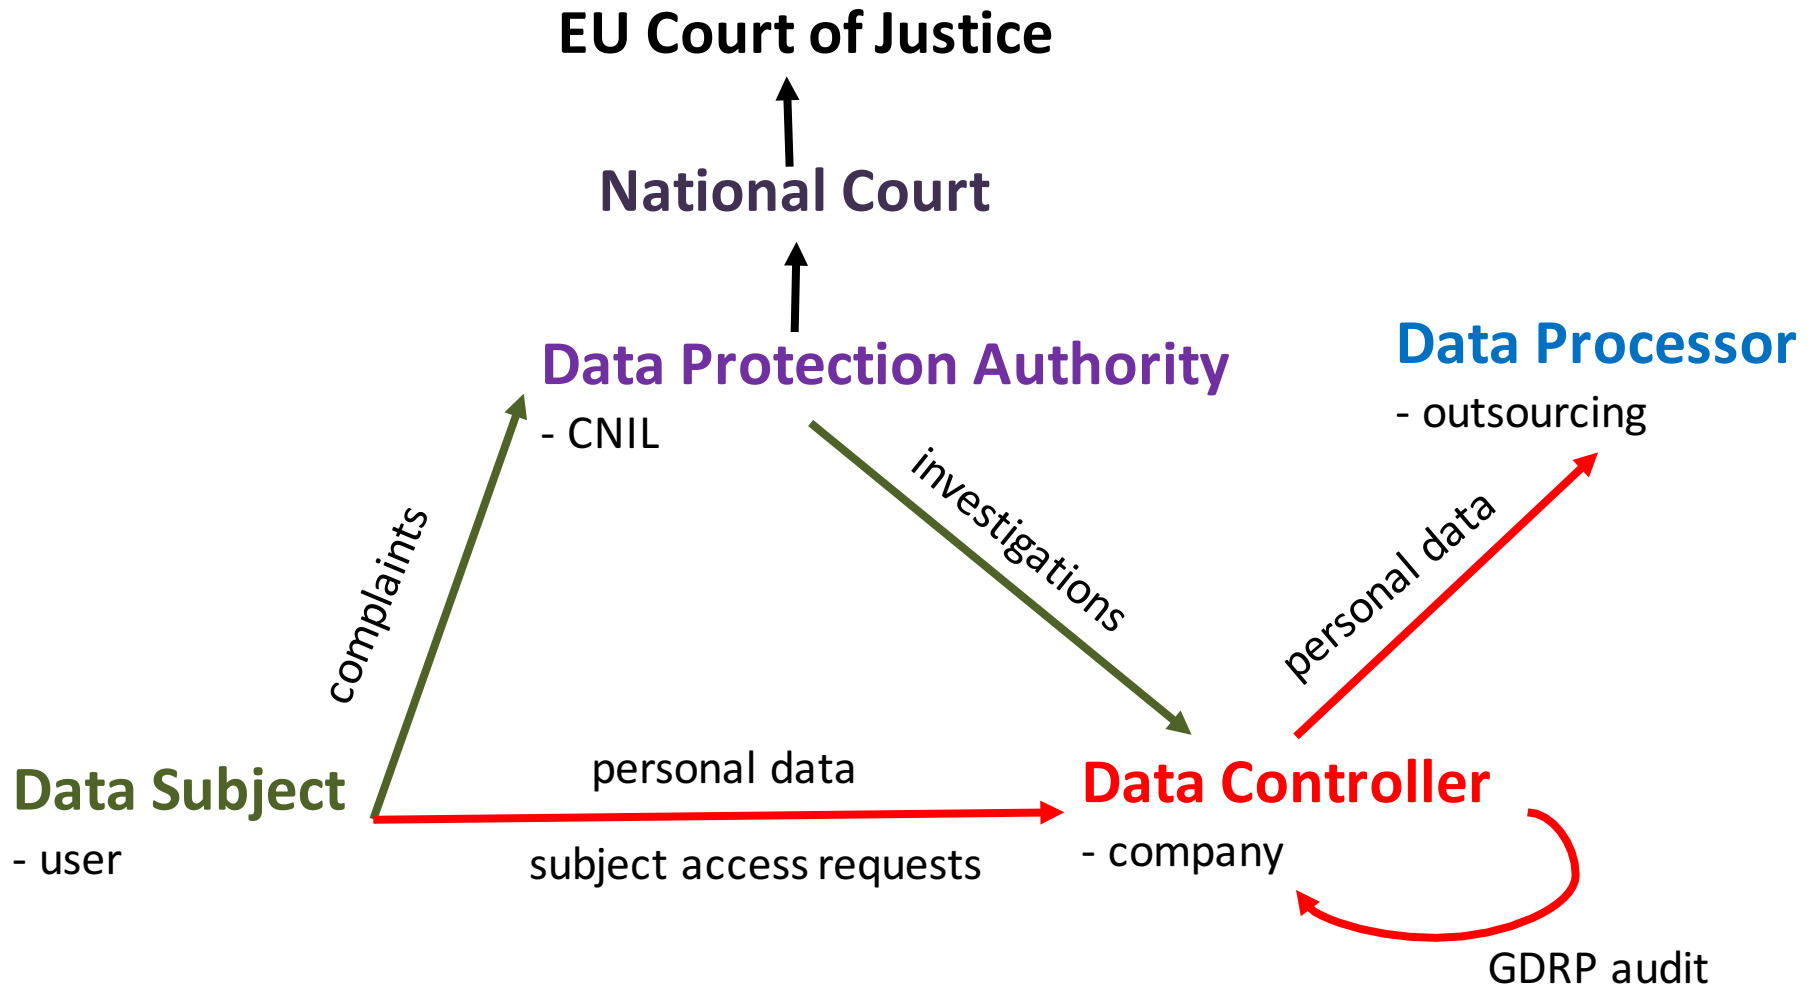 EU Court of Justice
National Court
Data Protection Authority
- CNIL
Data Processor
- outsourcing
complaints
investigations
personal data
Data Subject
- user
personal data
subject access requests
Data Controller
- company
GDRP audit